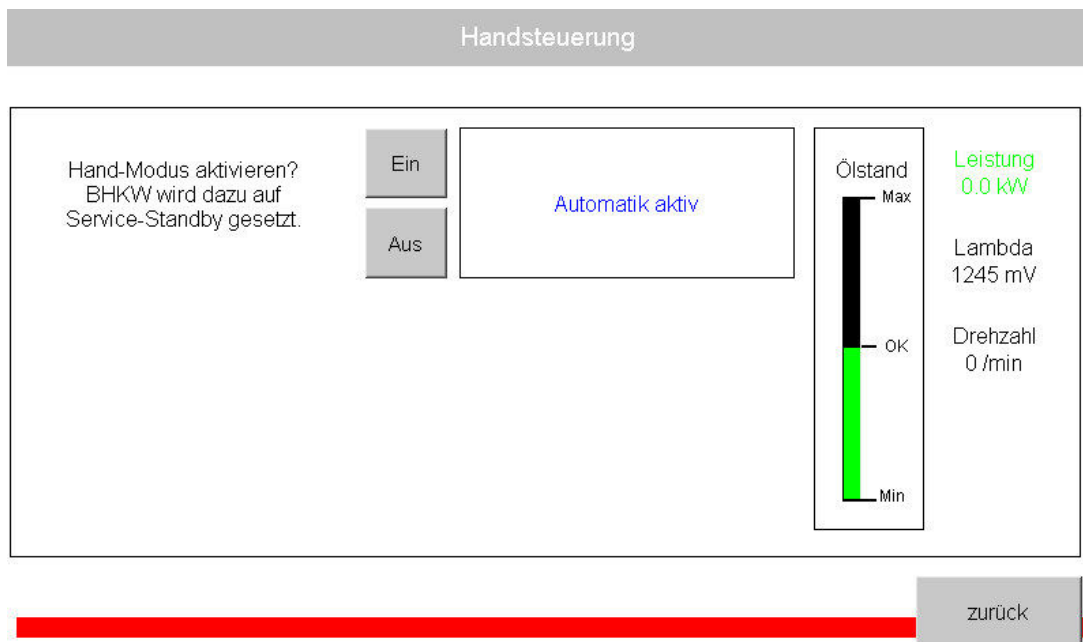 Handsteuerung
Hand-Modus aktivieren?
BHKW wird dazu auf
Service-Standby gesetzt.
Ein
Aus
Automatik aktiv
Ölstand
Max
OK
Min
Leistung
0.0 kW
Lambda
1245 mV
Drehzahl
0 /min
zurück